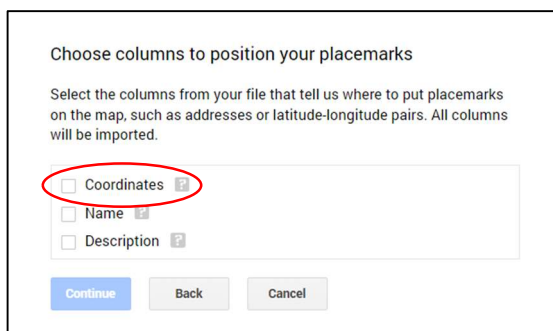 Choose columns to position your placemarks
Select the columns from your file that tell us where to put placemarks
on the map, such as addresses or latitude-longitude pairs. All columns
will be imported.
Coordinates ?
Name ?
Description ?
Continue Back Cancel